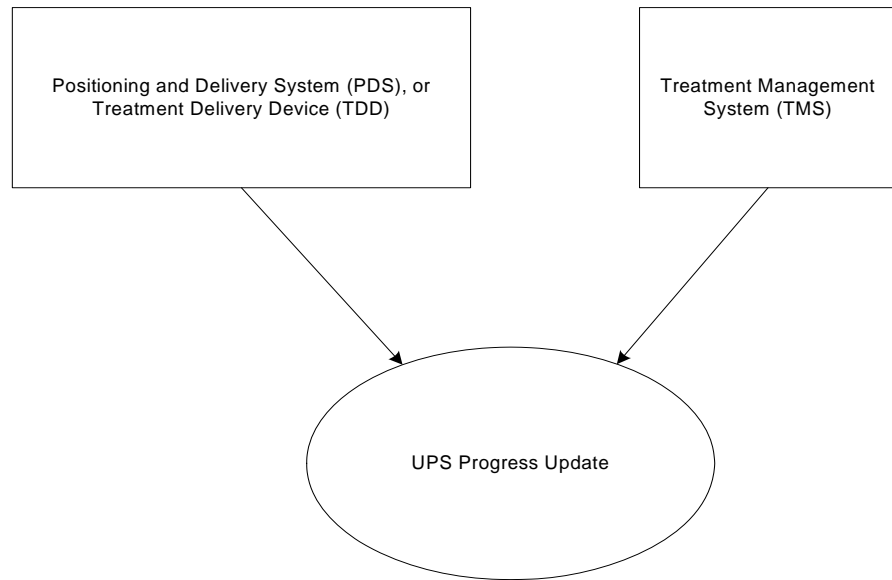 Positioning and Delivery System (PDS), or
Treatment Delivery Device (TDD)
Treatment Management
System (TMS)
UPS Progress Update